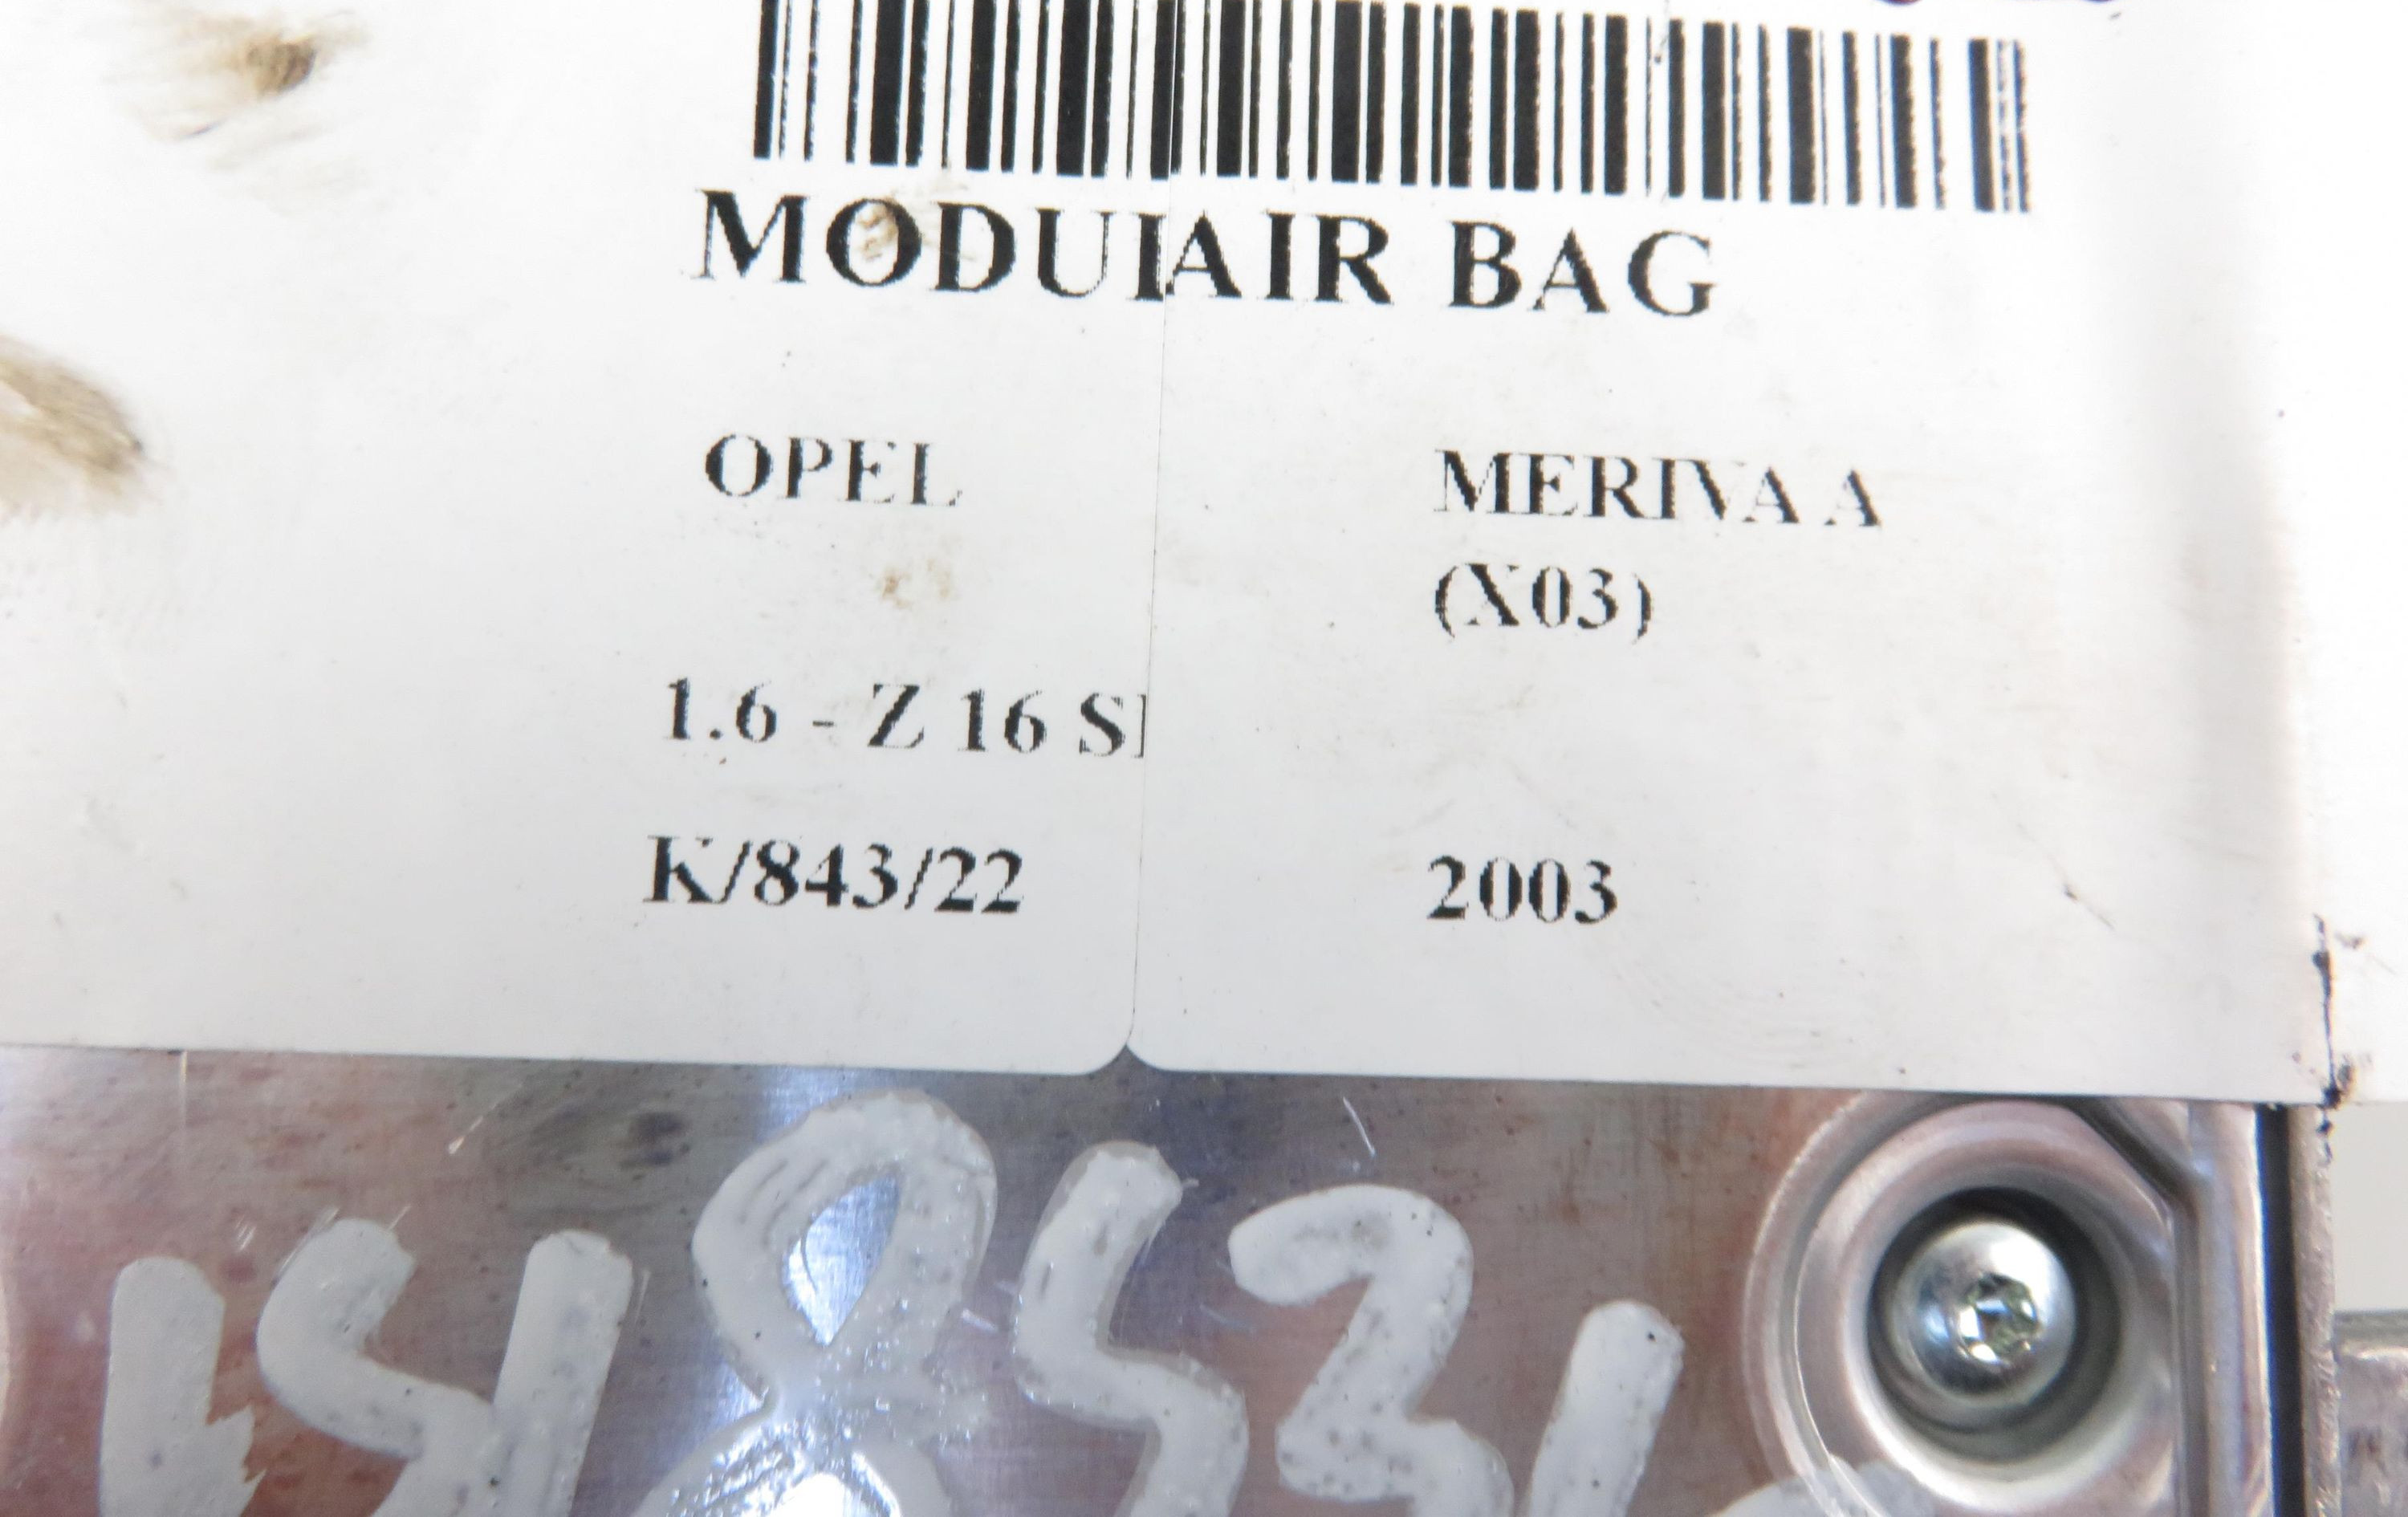 MODUIAIR BAG
OPEL MERIVA A
(X03)
1.6 - Z 16 S
K/843/22 2003